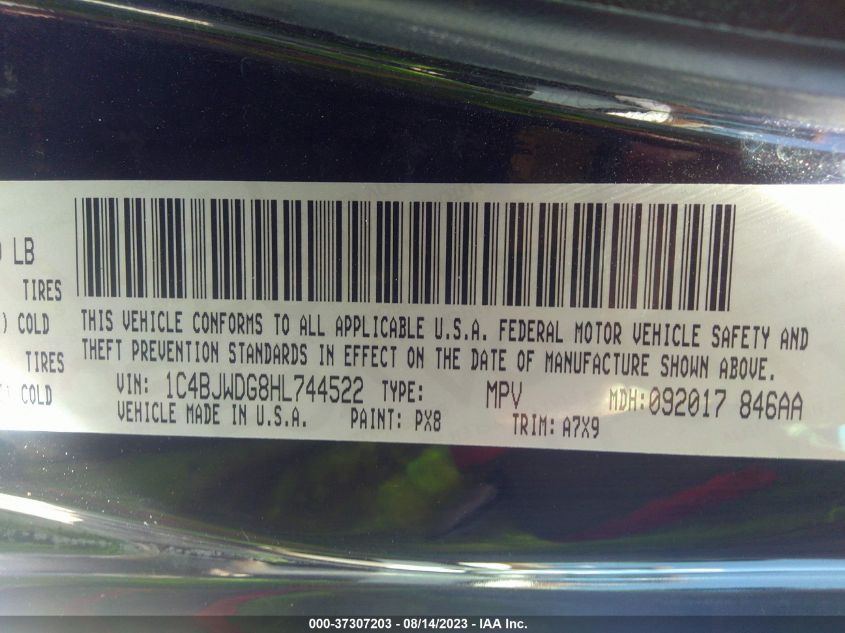 LB
TIRES
) COLD
TIRES
COLD
THIS VEHICLE CONFORMS TO ALL APPLICABLE U.S.A. FEDERAL MOTOR VEHICLE SAFETY AND
THEFT PREVENTION STANDARDS IN EFFECT ON THE DATE OF MANUFACTURE SHOWN ABOVE.
VIN: 1C4BJWDG8HL744522 TYPE: MPV MDH:092017 846AA
VEHICLE MADE IN U.S.A. PAINT: PX8 TRIM: A7X9
000-37307203 - 08/14/2023 - IAA Inc.